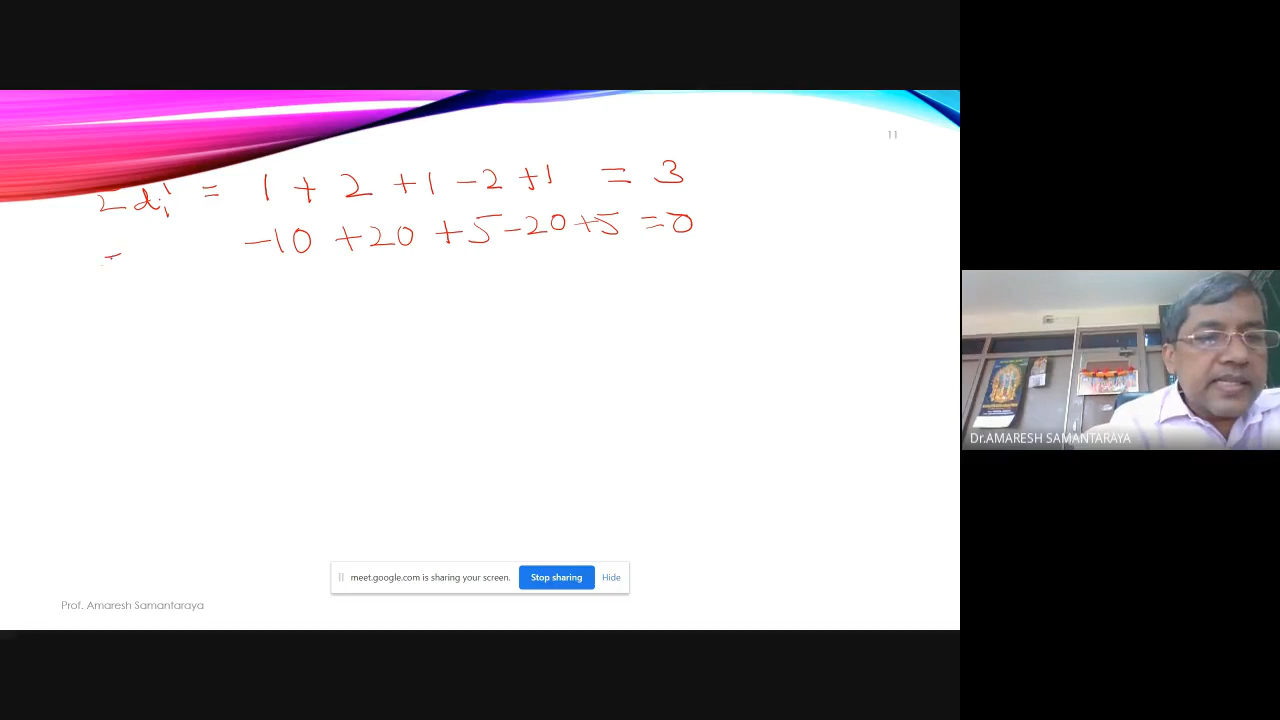 11
Σdi' = 1 + 2 +1 -2 +1 = 3
-10 +20 +5 -20 +5 =0
meet.google.com is sharing your screen. Stop sharing Hide
Prof. Amaresh Samantaraya
Dr.AMARESH SAMANTARAYA